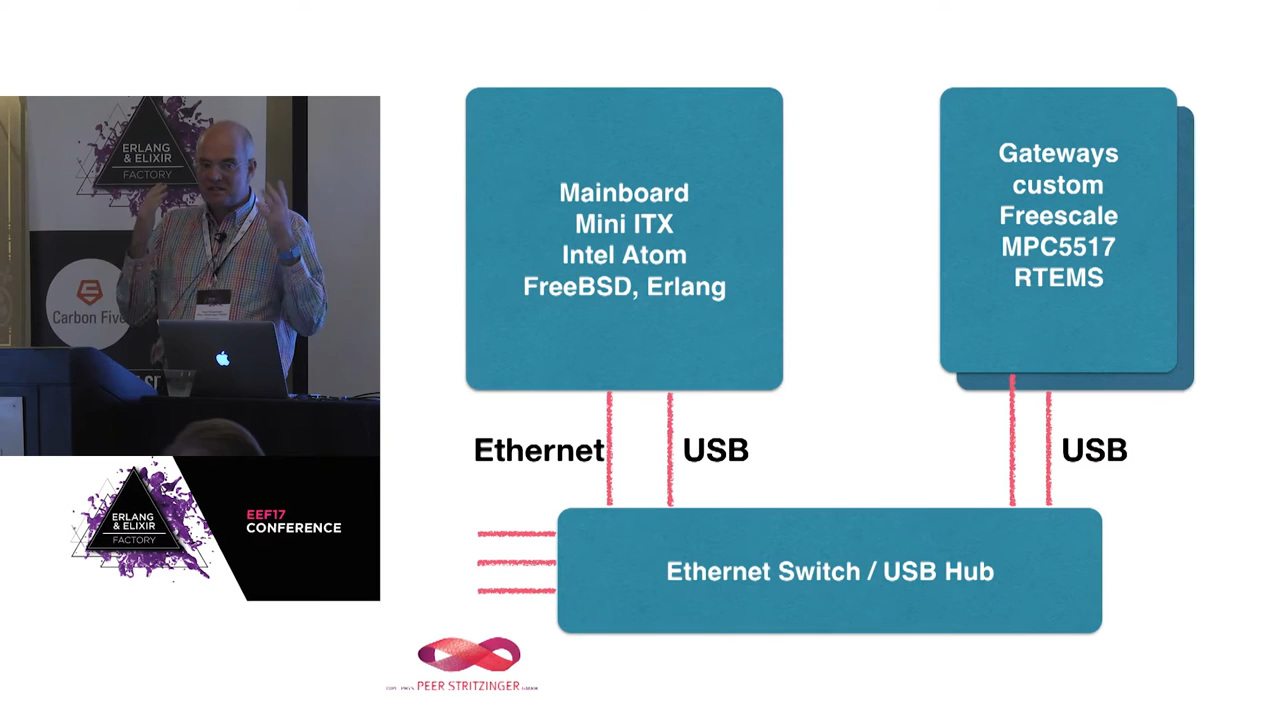 ERLANG
& ELIXIR
FACTORY
Carbon Five
ERLANG
& ELIXIR
FACTORY
EEF17
CONFERENCE
Mainboard
Mini ITX
Intel Atom
FreeBSD, Erlang
Gateways
custom
Freescale
MPC5517
RTEMS
Ethernet
USB
USB
Ethernet Switch / USB Hub
PEER STRITZINGER